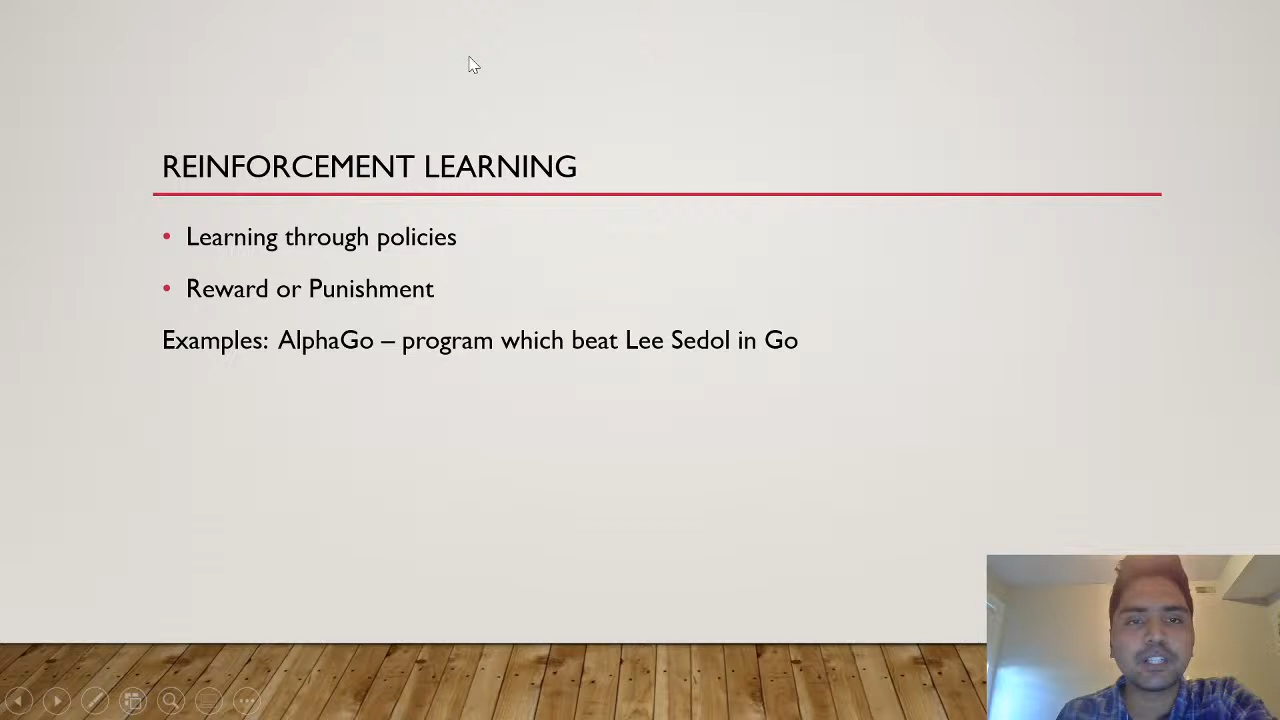 REINFORCEMENT LEARNING
• Learning through policies
• Reward or Punishment
Examples: AlphaGo – program which beat Lee Sedol in Go